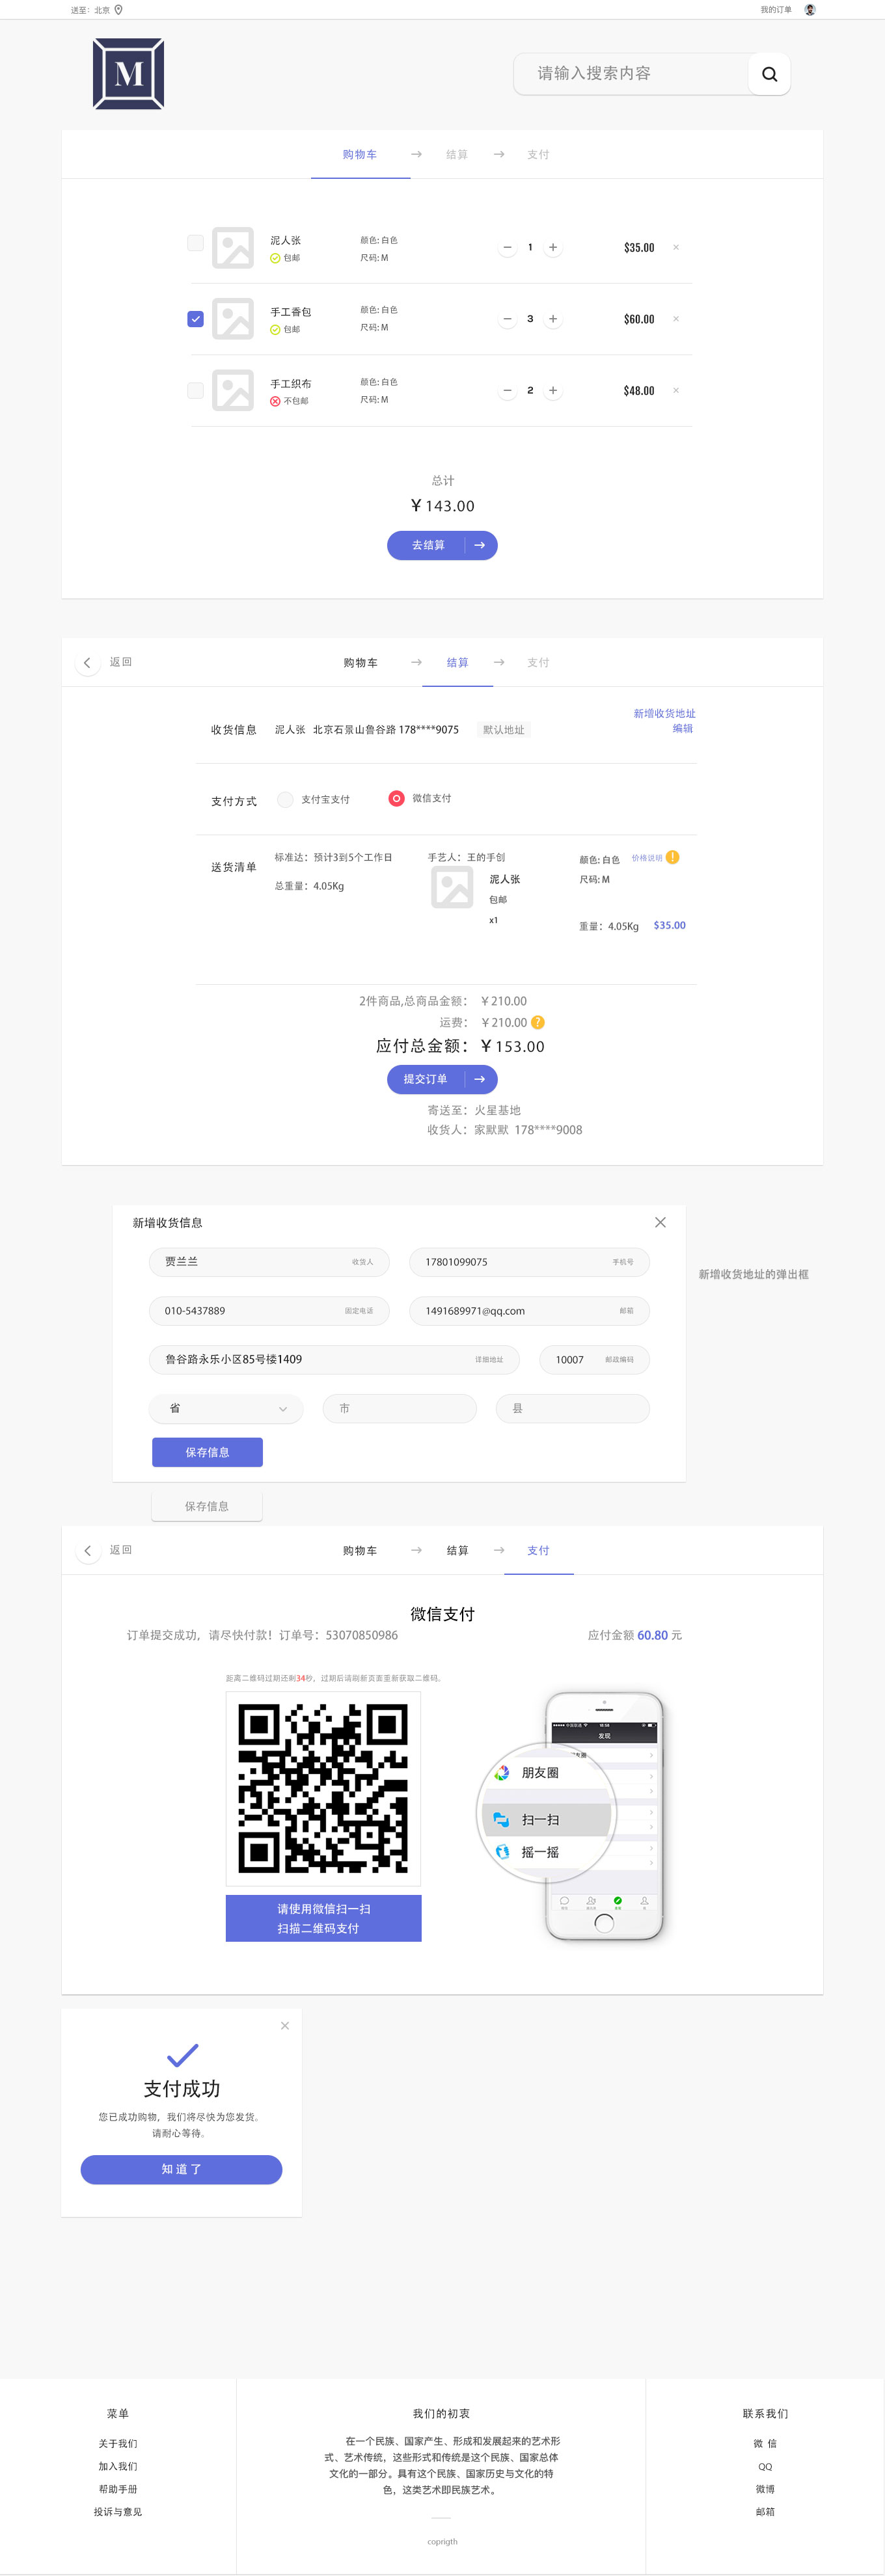 送至：北京
我的订单
M
请输入搜索内容
购物车 → 结算 → 支付
泥人张
包邮
颜色: 白色
尺码: M
1
$35.00
手工香包
包邮
颜色: 白色
尺码: M
3
$60.00
手工织布
不包邮
颜色: 白色
尺码: M
2
$48.00
总计
￥143.00
去结算
返回
购物车 → 结算 → 支付
收货信息 泥人张 北京石景山鲁谷路 178****9075 默认地址
新增收货地址
编辑
支付方式 支付宝支付 微信支付
送货清单
标准达：预计3到5个工作日
总重量：4.05Kg
手艺人：王的手创
泥人张
包邮
x1
颜色: 白色 价格说明 !
尺码: M
重量：4.05Kg $35.00
2件商品,总商品金额： ￥210.00
运费： ￥210.00 ?
应付总金额：￥153.00
提交订单
寄送至：火星基地
收货人：家默默 178****9008
新增收货信息
贾兰兰 收货人
17801099075 手机号
010-5437889 固定电话
1491689971@qq.com 邮箱
鲁谷路永乐小区85号楼1409 详细地址
10007 邮政编码
省 市 县
保存信息
新增收货地址的弹出框
保存信息
返回
购物车 → 结算 → 支付
微信支付
订单提交成功，请尽快付款！订单号：53070850986
应付金额 60.80 元
距离二维码过期还剩34秒，过期后请刷新页面重新获取二维码。
请使用微信扫一扫
扫描二维码支付
发现
朋友圈
扫一扫
摇一摇
支付成功
您已成功购物，我们将尽快为您发货。
请耐心等待。
知道了
菜单
关于我们
加入我们
帮助手册
投诉与意见
我们的初衷
在一个民族、国家产生、形成和发展起来的艺术形
式、艺术传统，这些形式和传统是这个民族、国家总体
文化的一部分。具有这个民族、国家历史与文化的特
色，这类艺术即民族艺术。
coprigth
联系我们
微 信
QQ
微博
邮箱